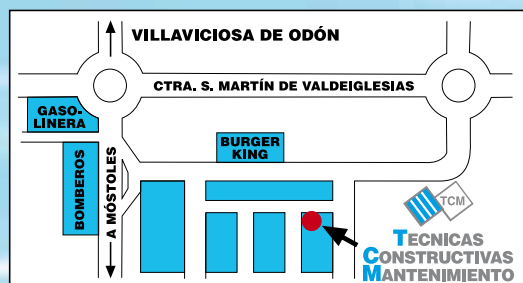 VILLAVICIOSA DE ODÓN
CTRA. S. MARTÍN DE VALDEIGLESIAS
GASO-
LINERA
BURGER
KING
BOMBEROS
A MÓSTOLES
TCM
TECNICAS
CONSTRUCTIVAS
MANTENIMIENTO